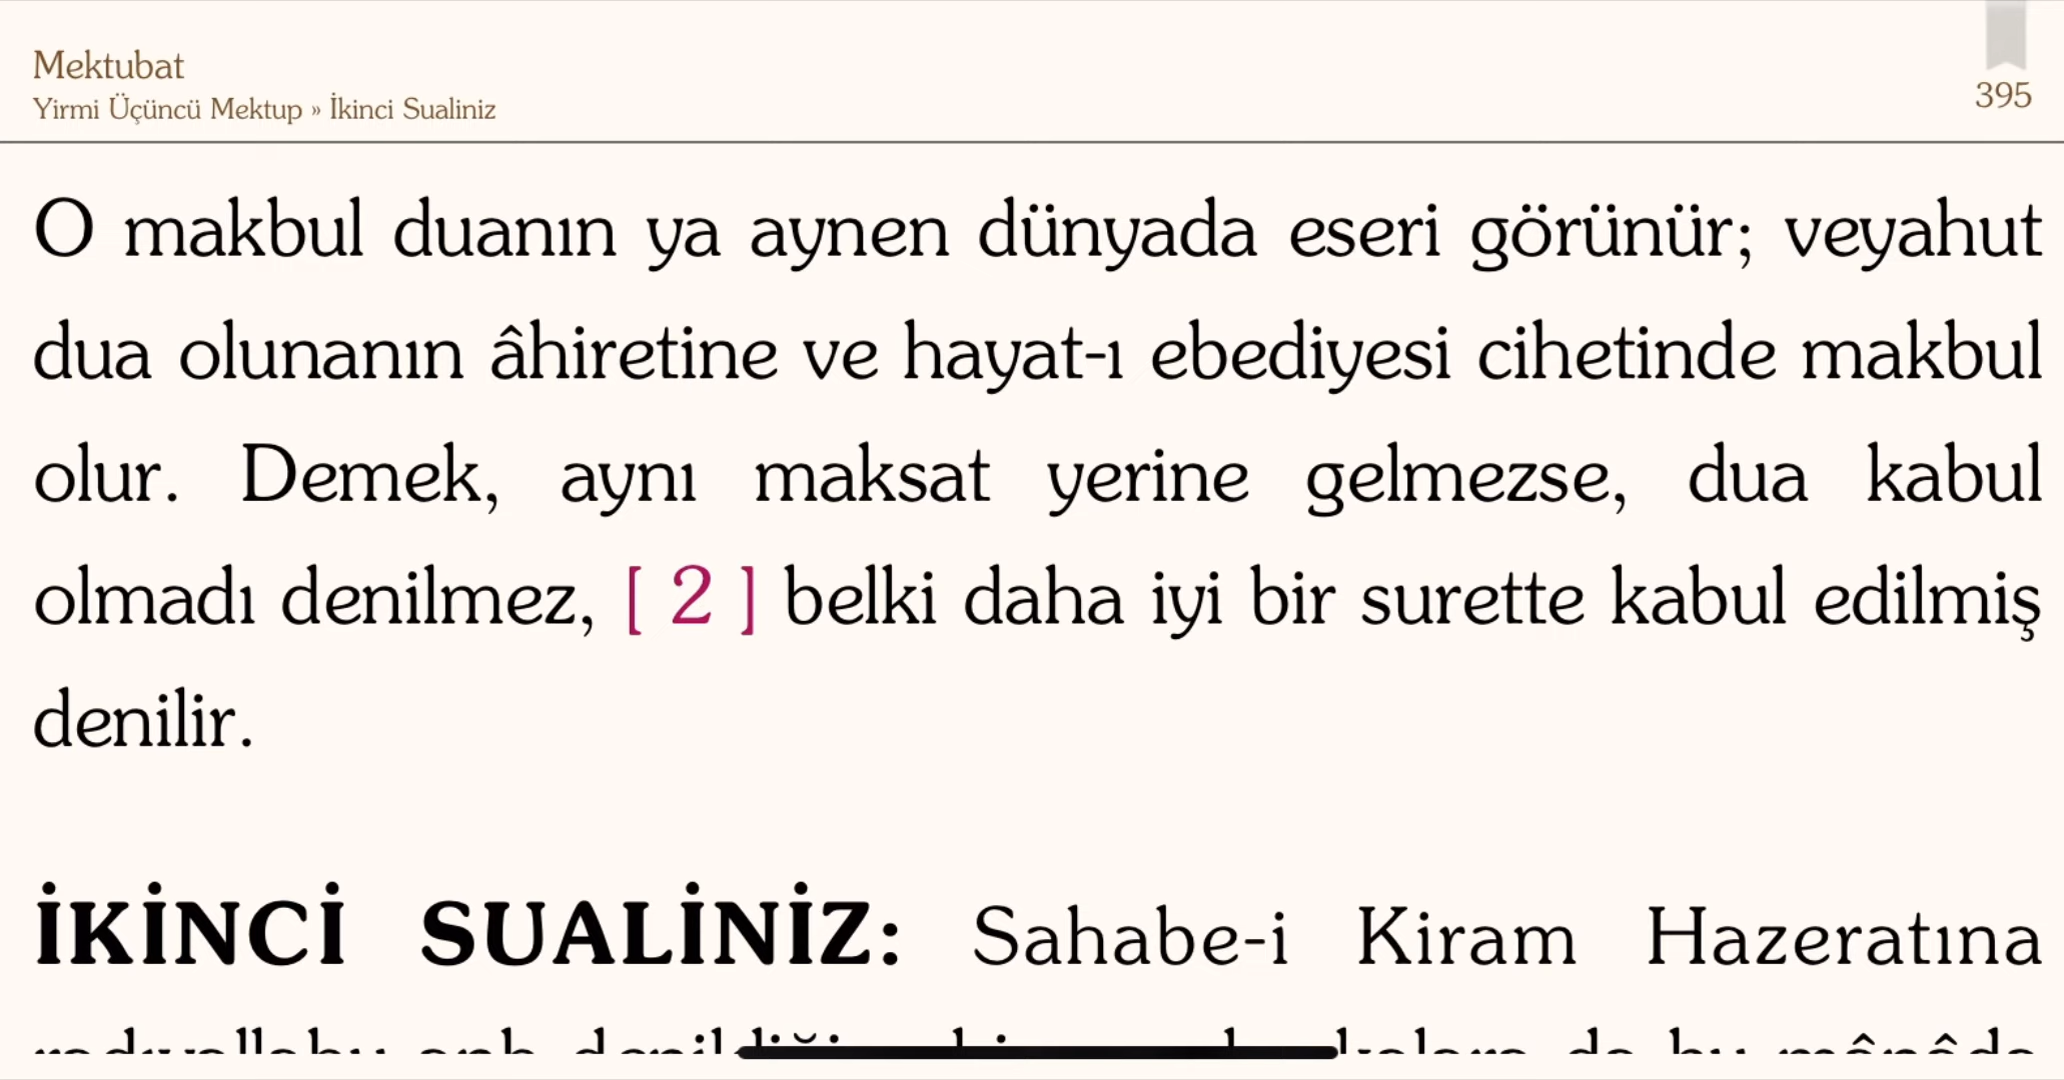 Mektubat
Yirmi Üçüncü Mektup » İkinci Sualiniz
395
O makbul duanın ya aynen dünyada eseri görünür; veyahut
dua olunanın âhiretine ve hayat-ı ebediyesi cihetinde makbul
olur. Demek, aynı maksat yerine gelmezse, dua kabul
olmadı denilmez, [ 2 ] belki daha iyi bir surette kabul edilmiş
denilir.
İKİNCİ SUALİNİZ: Sahabe-i Kiram Hazeratına